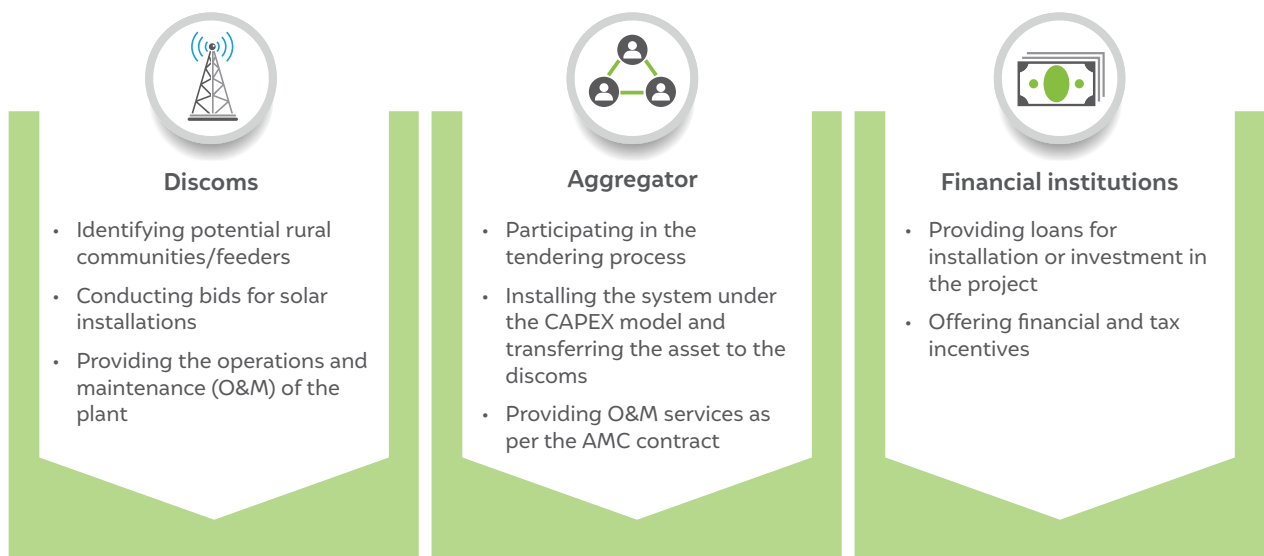 Discoms
• Identifying potential rural
communities/feeders
• Conducting bids for solar
installations
• Providing the operations and
maintenance (O&M) of the
plant
Aggregator
• Participating in the
tendering process
• Installing the system under
the CAPEX model and
transferring the asset to the
discoms
• Providing O&M services as
per the AMC contract
Financial institutions
• Providing loans for
installation or investment in
the project
• Offering financial and tax
incentives